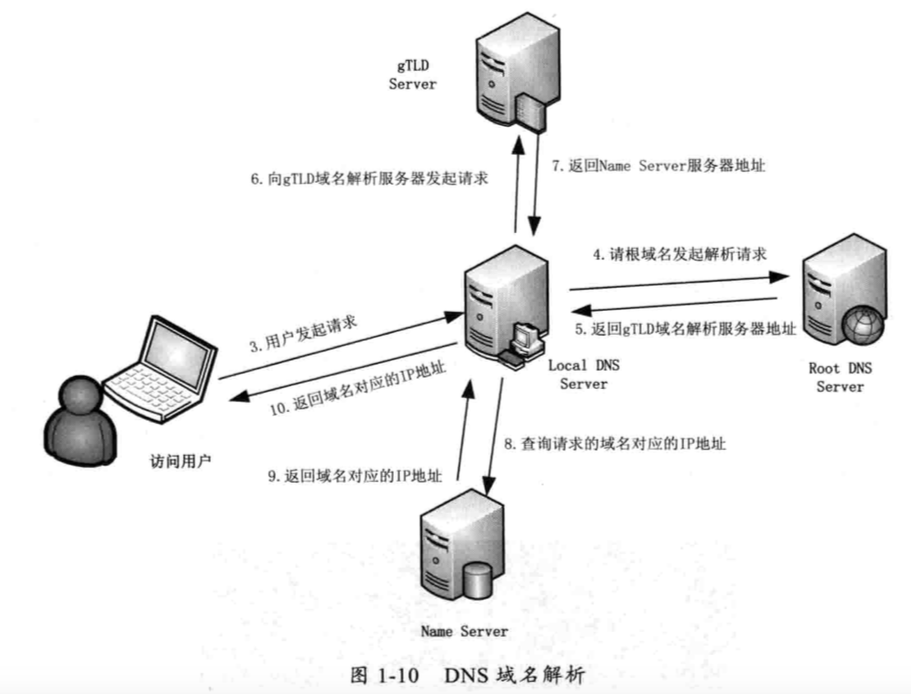 gTLD
Server
6.向gTLD域名解析服务器发起请求
7.返回Name Server服务器地址
4.请根域名发起解析请求
5.返回gTLD域名解析服务器地址
3.用户发起请求
Local DNS
Server
Root DNS
Server
10.返回域名对应的IP地址
8.查询请求的域名对应的IP地址
访问用户
9.返回域名对应的IP地址
Name Server
图 1-10 DNS 域名解析